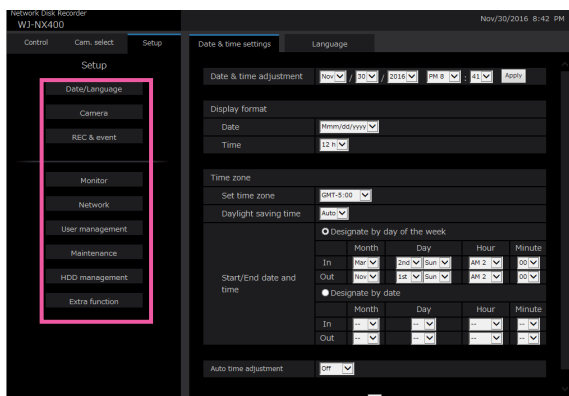 Network Disk Recorder
WJ-NX400
Nov/30/2016 8:42 PM
Control Cam. select Setup
Setup
Date/Language
Camera
REC & event
Monitor
Network
User management
Maintenance
HDD management
Extra function
Date & time settings Language
Date & time adjustment Nov / 30 / 2016 PM 8 : 41 Apply
Display format
Date Mmm/dd/yyyy
Time 12 h
Time zone
Set time zone GMT-5:00
Daylight saving time Auto
Start/End date and time
Designate by day of the week
Month Day Hour Minute
In Mar 2nd Sun AM 2 00
Out Nov 1st Sun AM 2 00
Designate by date
Month Day Hour Minute
In -- -- -- --
Out -- -- -- --
Auto time adjustment Off